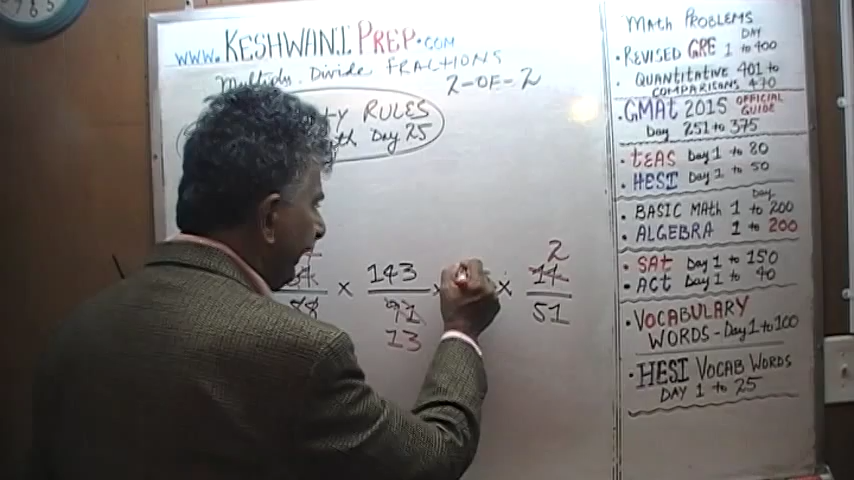 WWW.KESHWANI PREP.COM
Multiply. Divide FRACTIONS
2-OF-2
TY RULES
Day 25
× 143 × × 14
91 51
13
2
Math PROBLEMS
• REVISED GRE DAY 1 to 400
• QUANTITATIVE 401 to
COMPARISONS 470
• GMAT 2015 OFFICIAL GUIDE
Day 251 to 375
• TEAS Day 1 to 80
• HESI Day 1 to 50
Day
• BASIC Math 1 to 200
• ALGEBRA 1 to 200
• SAt Day 1 to 150
• ACt Day 1 to 40
• VOCABULARY
WORDS - Day 1 to 100
• HESI VOCAB WORDS
DAY 1 to 25